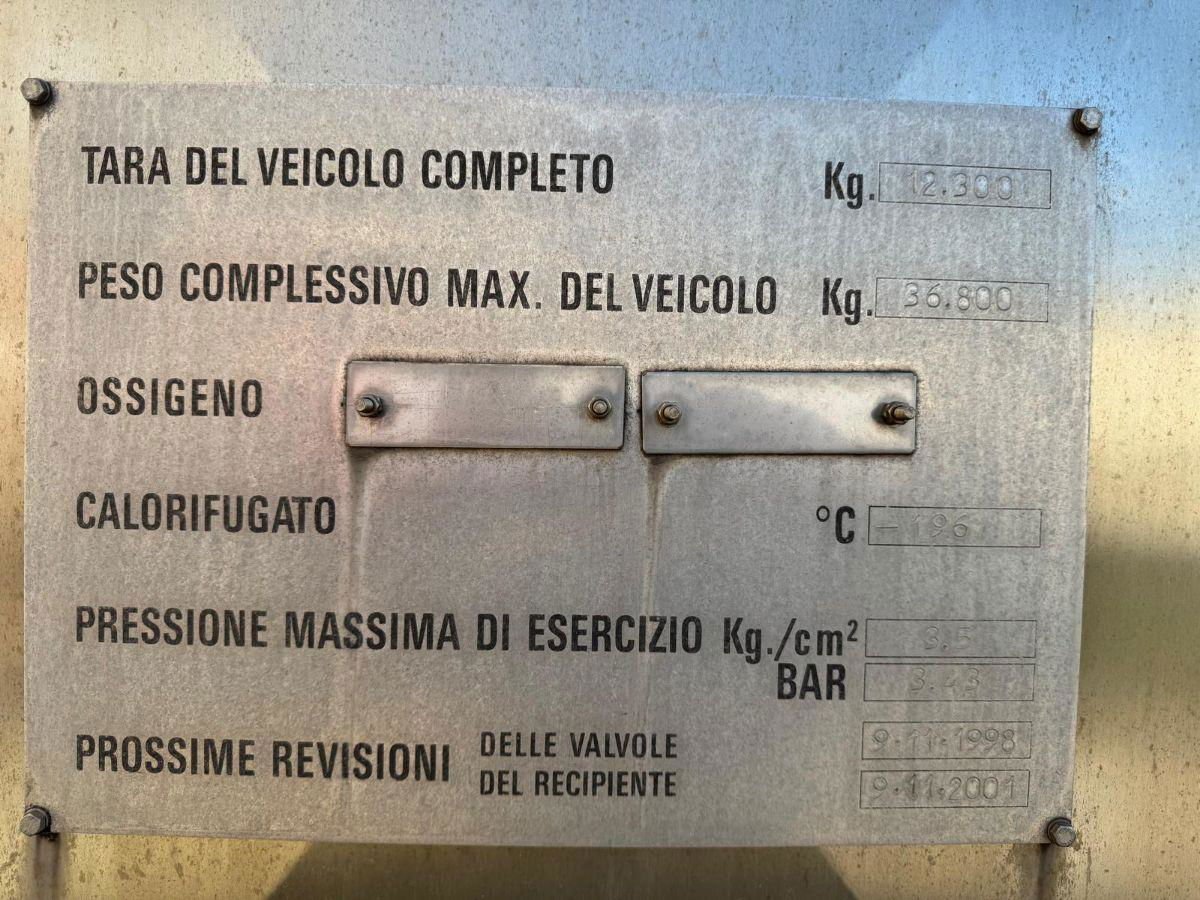 TARA DEL VEICOLO COMPLETO Kg. 12.300
PESO COMPLESSIVO MAX. DEL VEICOLO Kg. 36.800
OSSIGENO
CALORIFUGATO °C -196
PRESSIONE MASSIMA DI ESERCIZIO Kg./cm² 3.5
BAR 3.43
PROSSIME REVISIONI DELLE VALVOLE 9.11.1998
DEL RECIPIENTE 9.11.2001